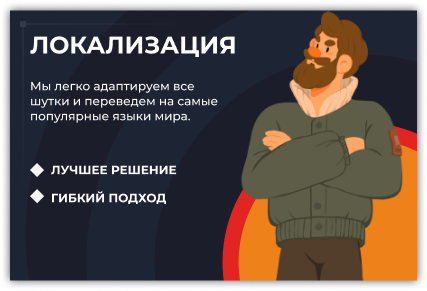 ЛОКАЛИЗАЦИЯ
Мы легко адаптируем все
шутки и переведем на самые
популярные языки мира.
ЛУЧШЕЕ РЕШЕНИЕ
ГИБКИЙ ПОДХОД